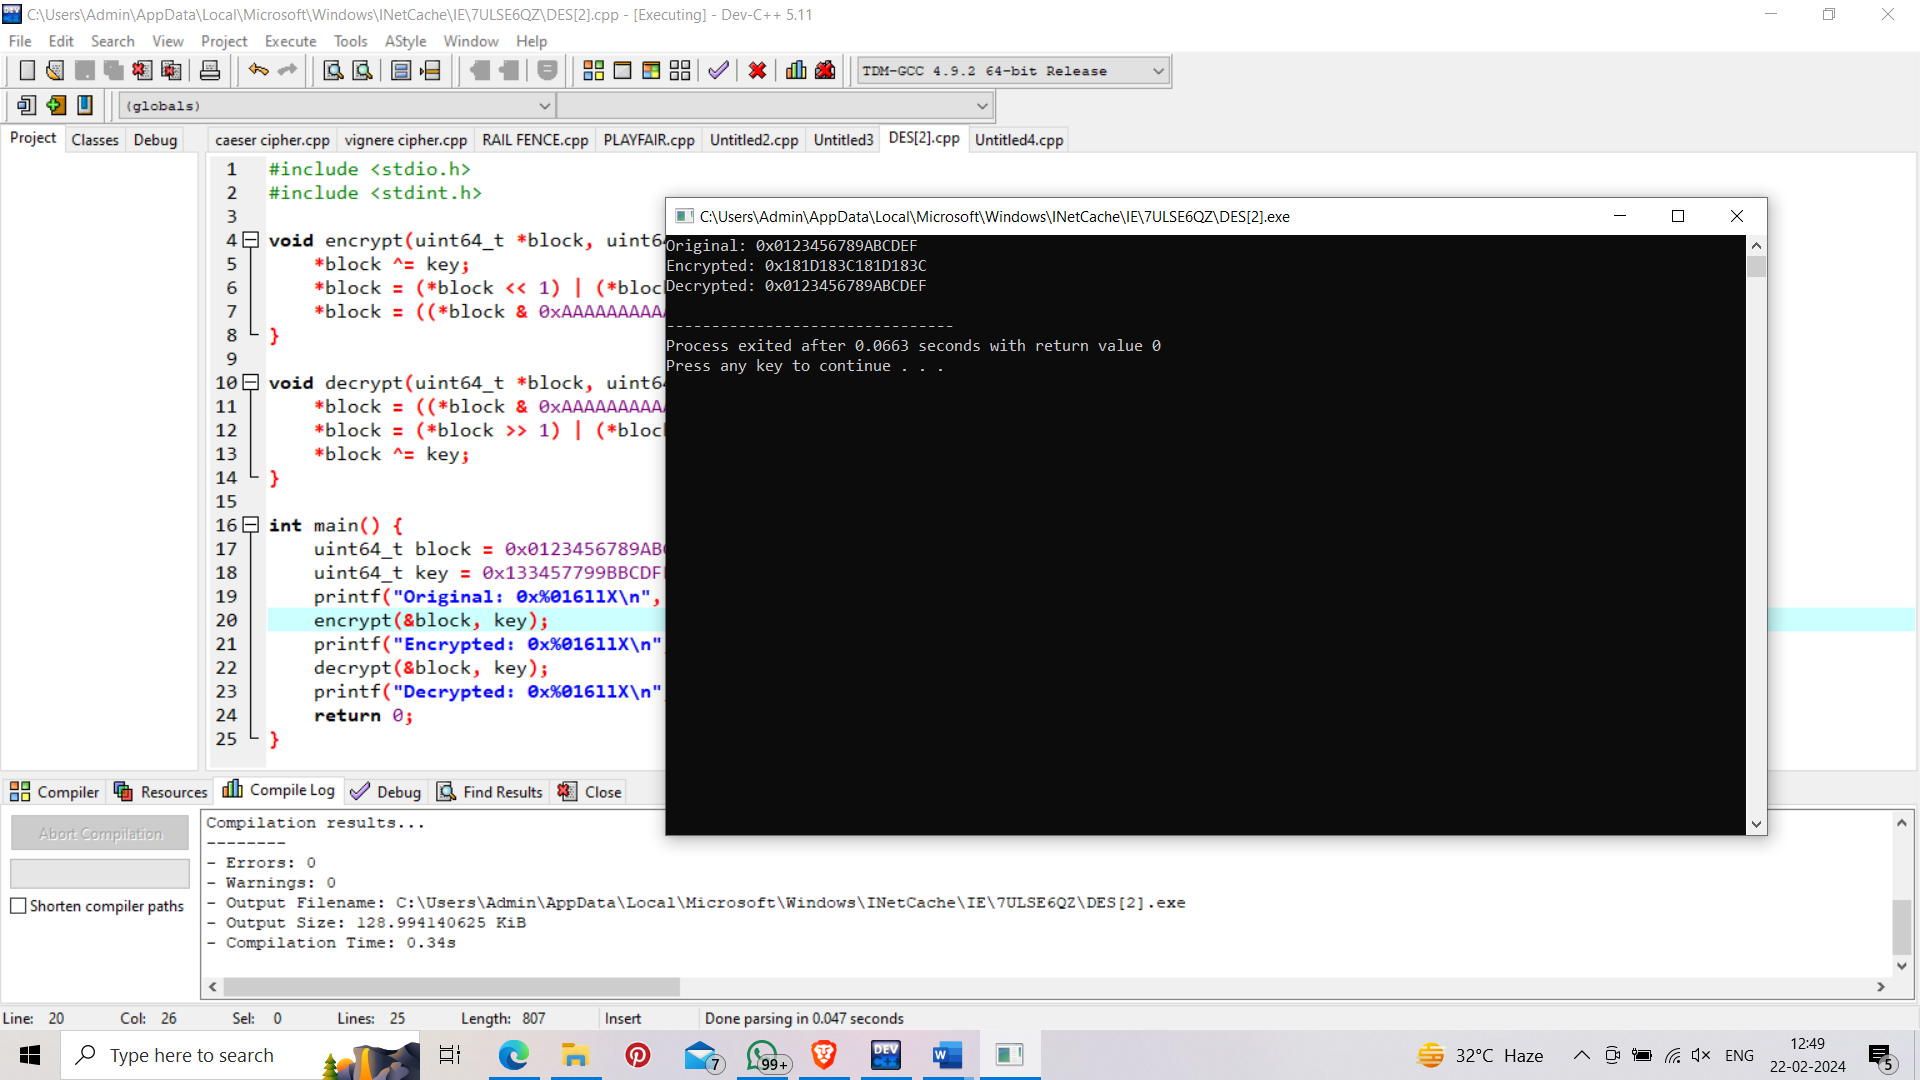 C:\Users\Admin\AppData\Local\Microsoft\Windows\INetCache\IE\7ULSE6QZ\DES[2].cpp - [Executing] - Dev-C++ 5.11
File Edit Search View Project Execute Tools AStyle Window Help
TDM-GCC 4.9.2 64-bit Release
(globals)
Project Classes Debug
caeser cipher.cpp vignere cipher.cpp RAIL FENCE.cpp PLAYFAIR.cpp Untitled2.cpp Untitled3 DES[2].cpp Untitled4.cpp
1 #include <stdio.h>
2 #include <stdint.h>
3
4 void encrypt(uint64_t *block, uint64
5 *block ^= key;
6 *block = (*block << 1) | (*bloc
7 *block = ((*block & 0xAAAAAAAAAA
8 }
9
10 void decrypt(uint64_t *block, uint64
11 *block = ((*block & 0xAAAAAAAAAA
12 *block = (*block >> 1) | (*bloc
13 *block ^= key;
14 }
15
16 int main() {
17 uint64_t block = 0x0123456789ABC
18 uint64_t key = 0x133457799BBCDF
19 printf("Original: 0x%016llX\n",
20 encrypt(&block, key);
21 printf("Encrypted: 0x%016llX\n"
22 decrypt(&block, key);
23 printf("Decrypted: 0x%016llX\n"
24 return 0;
25 }
C:\Users\Admin\AppData\Local\Microsoft\Windows\INetCache\IE\7ULSE6QZ\DES[2].exe
Original: 0x0123456789ABCDEF
Encrypted: 0x181D183C181D183C
Decrypted: 0x0123456789ABCDEF
--------------------------------
Process exited after 0.0663 seconds with return value 0
Press any key to continue . . .
Compiler Resources Compile Log Debug Find Results Close
Abort Compilation
Shorten compiler paths
Compilation results...
--------
- Errors: 0
- Warnings: 0
- Output Filename: C:\Users\Admin\AppData\Local\Microsoft\Windows\INetCache\IE\7ULSE6QZ\DES[2].exe
- Output Size: 128.994140625 KiB
- Compilation Time: 0.34s
Line: 20 Col: 26 Sel: 0 Lines: 25 Length: 807 Insert Done parsing in 0.047 seconds
Type here to search
7
99+
DEV C++
W
32°C Haze
ENG
12:49
22-02-2024
5